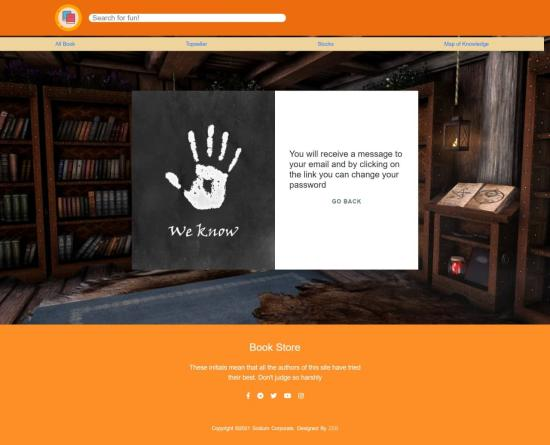 Search for fun!
All Book
Topseller
Stocks
Map of Knowledge
We know
You will receive a message to
your email and by clicking on
the link you can change your
password
GO BACK
Book Store
These initials mean that all the authors of this site have tried
their best. Don't judge so harshly
Copyright ©2021 Sodium Corporate. Designed By